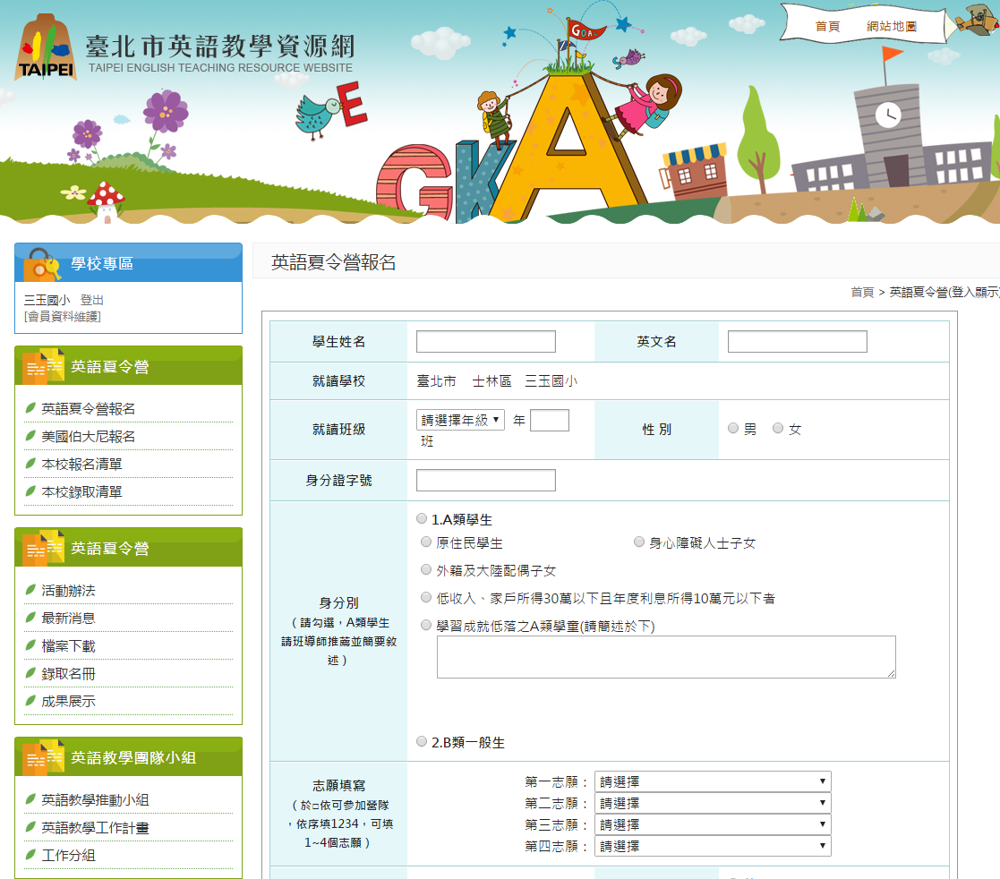 首頁
網站地圖
TAIPEI
臺北市英語教學資源網
TAIPEI ENGLISH TEACHING RESOURCE WEBSITE
GOAL
E
GKA
學校專區
三玉國小 登出
[會員資料維護]
英語夏令營
英語夏令營報名
美國伯大尼報名
本校報名清單
本校錄取清單
英語夏令營
活動辦法
最新消息
檔案下載
錄取名冊
成果展示
英語教學團隊小組
英語教學推動小組
英語教學工作計畫
工作分組
英語夏令營報名
首頁 > 英語夏令營(登入顯示)
學生姓名
英文名
就讀學校
臺北市 士林區 三玉國小
就讀班級
請選擇年級 年
班
性 別
男 女
身分證字號
身分別
(請勾選,A類學生
請班導師推薦並簡要敘
述)
1.A類學生
原住民學生
身心障礙人士子女
外籍及大陸配偶子女
低收入、家戶所得30萬以下且年度利息所得10萬元以下者
學習成就低落之A類學童(請簡述於下)
2.B類一般生
志願填寫
(於□依可參加營隊
,依序填1234,可填
1~4個志願)
第一志願: 請選擇
第二志願: 請選擇
第三志願: 請選擇
第四志願: 請選擇